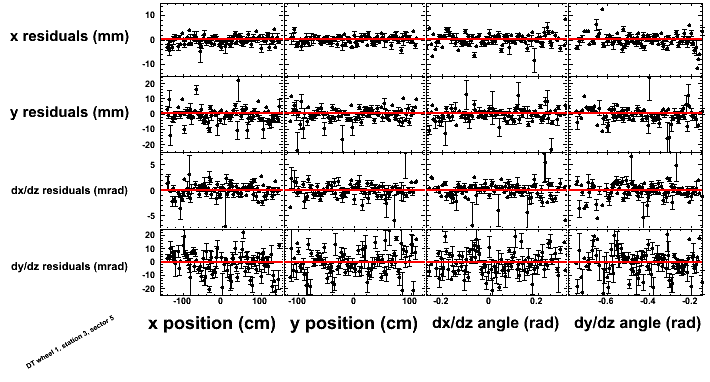 x residuals (mm)
10
0
-10
y residuals (mm)
20
10
0
-10
-20
dx/dz residuals (mrad)
5
0
-5
dy/dz residuals (mrad)
20
10
0
-10
-20
-100 0 100 -100 0 100 -0.2 0 0.2 -0.6 -0.4 -0.2
x position (cm) y position (cm) dx/dz angle (rad) dy/dz angle (rad)
DT wheel 1, station 3, sector 5